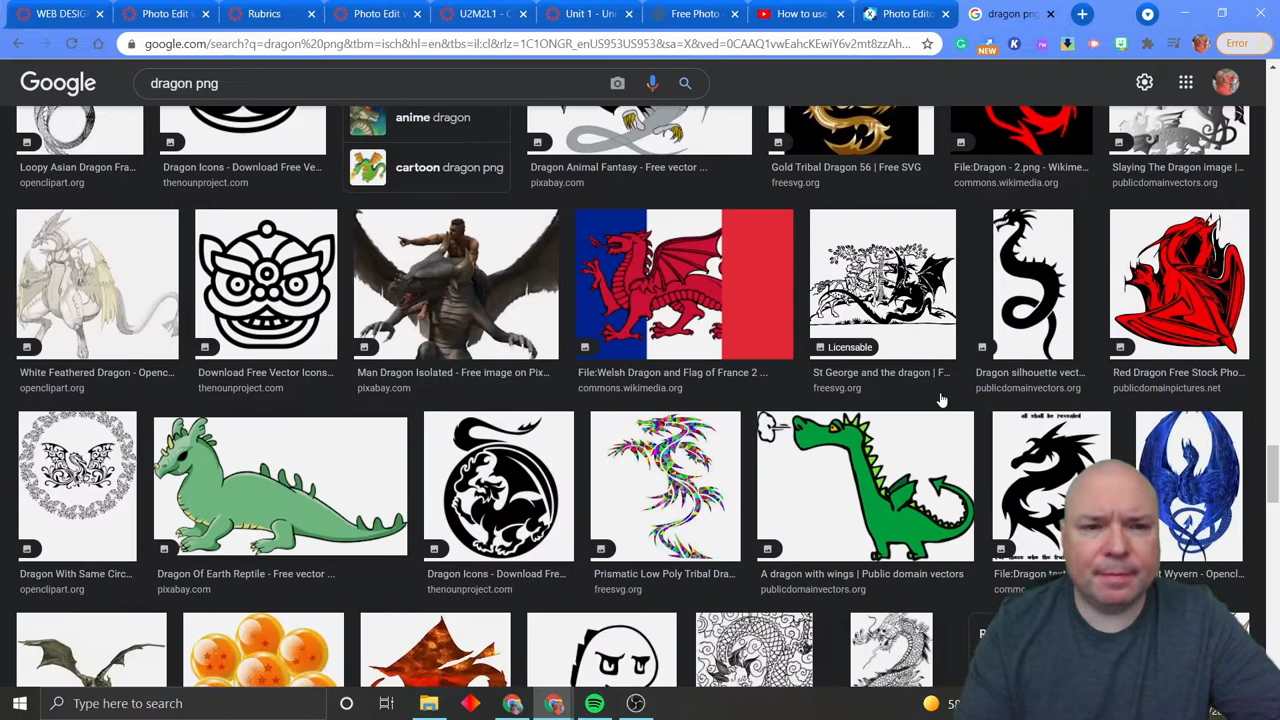 WEB DESIG
Photo Edit v
Rubrics
Photo Edit v
U2M2L1 - C
Unit 1 - Uni
Free Photo
How to use
Photo Editor
dragon png
google.com/search?q=dragon%20png&tbm=isch&hl=en&tbs=il:cl&rlz=1C1ONGR_enUS953US953&sa=X&ved=0CAAQ1vwEahcKEwiY6v2mt8zzAh...
NEW
Error
Google
dragon png
anime dragon
cartoon dragon png
Loopy Asian Dragon Fra...
openclipart.org
Dragon Icons - Download Free Ve...
thenounproject.com
Dragon Animal Fantasy - Free vector ...
pixabay.com
Gold Tribal Dragon 56 | Free SVG
freesvg.org
File:Dragon - 2.png - Wikime...
commons.wikimedia.org
Slaying The Dragon image |...
publicdomainvectors.org
Licensable
White Feathered Dragon - Openc...
openclipart.org
Download Free Vector Icons...
thenounproject.com
Man Dragon Isolated - Free image on Pix...
pixabay.com
File:Welsh Dragon and Flag of France 2 ...
commons.wikimedia.org
St George and the dragon | F...
freesvg.org
Dragon silhouette vect...
publicdomainvectors.org
Red Dragon Free Stock Pho...
publicdomainpictures.net
all shall be revealed
Dragon With Same Circ...
openclipart.org
Dragon Of Earth Reptile - Free vector ...
pixabay.com
Dragon Icons - Download Fre...
thenounproject.com
Prismatic Low Poly Tribal Dra...
freesvg.org
A dragon with wings | Public domain vectors
publicdomainvectors.org
File:Dragon
Wyvern - Opencl...
Type here to search